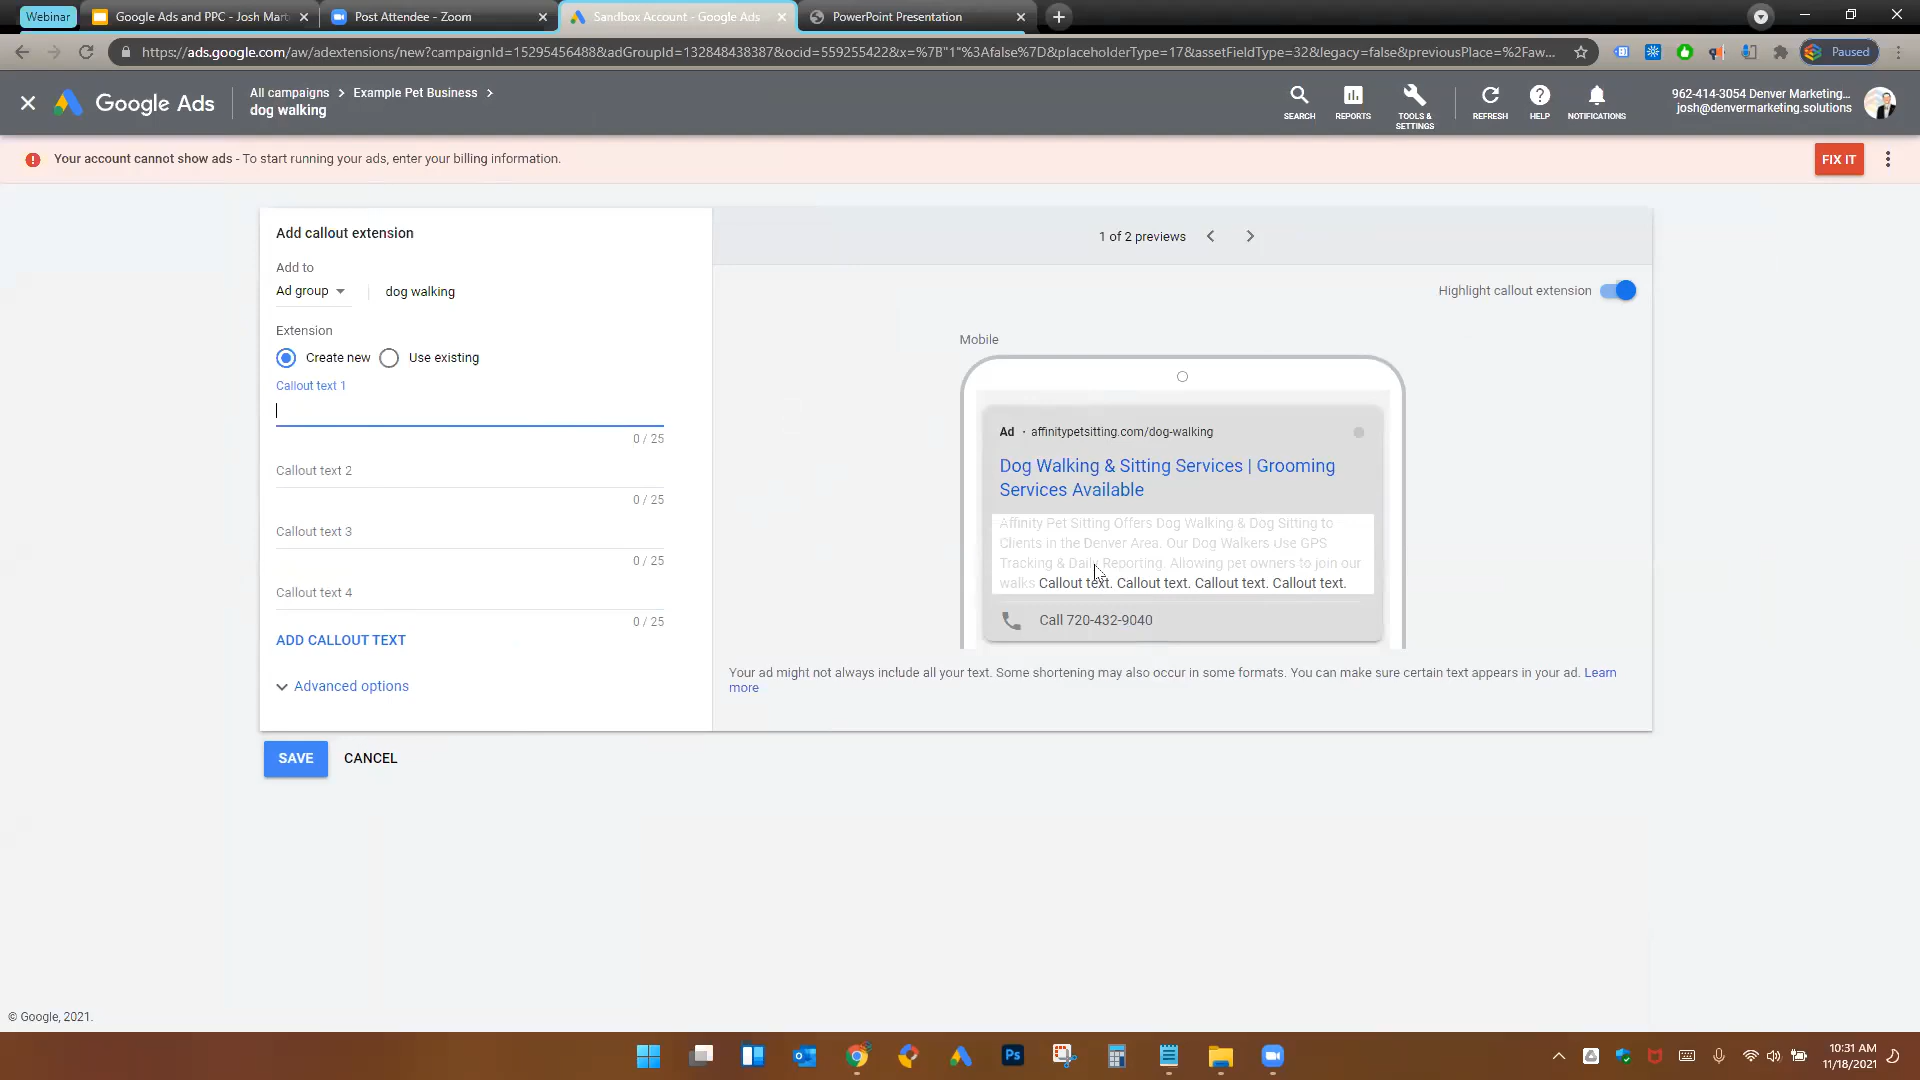 Webinar
Google Ads and PPC - Josh Mart
Post Attendee - Zoom
Sandbox Account - Google Ads
PowerPoint Presentation
https://ads.google.com/aw/adextensions/new?campaignId=15295456488&adGroupId=132848438387&ocid=559255422&x=%7B"1"%3Afalse%7D&placeholderType=17&assetFieldType=32&legacy=false&previousPlace=%2Faw...
Paused
Google Ads
All campaigns > Example Pet Business >
dog walking
SEARCH
REPORTS
TOOLS &
SETTINGS
REFRESH
HELP
NOTIFICATIONS
962-414-3054 Denver Marketing...
josh@denvermarketing.solutions
Your account cannot show ads - To start running your ads, enter your billing information.
FIX IT
Add callout extension
Add to
Ad group
dog walking
Extension
Create new
Use existing
Callout text 1
0 / 25
Callout text 2
0 / 25
Callout text 3
0 / 25
Callout text 4
0 / 25
ADD CALLOUT TEXT
Advanced options
SAVE
CANCEL
1 of 2 previews
Highlight callout extension
Mobile
Ad · affinitypetsitting.com/dog-walking
Dog Walking & Sitting Services | Grooming
Services Available
Affinity Pet Sitting Offers Dog Walking & Dog Sitting to
Clients in the Denver Area. Our Dog Walkers Use GPS
Tracking & Daily Reporting. Allowing pet owners to join our
walks Callout text. Callout text. Callout text. Callout text.
Call 720-432-9040
Your ad might not always include all your text. Some shortening may also occur in some formats. You can make sure certain text appears in your ad. Learn
more
© Google, 2021.
Ps
10:31 AM
11/18/2021